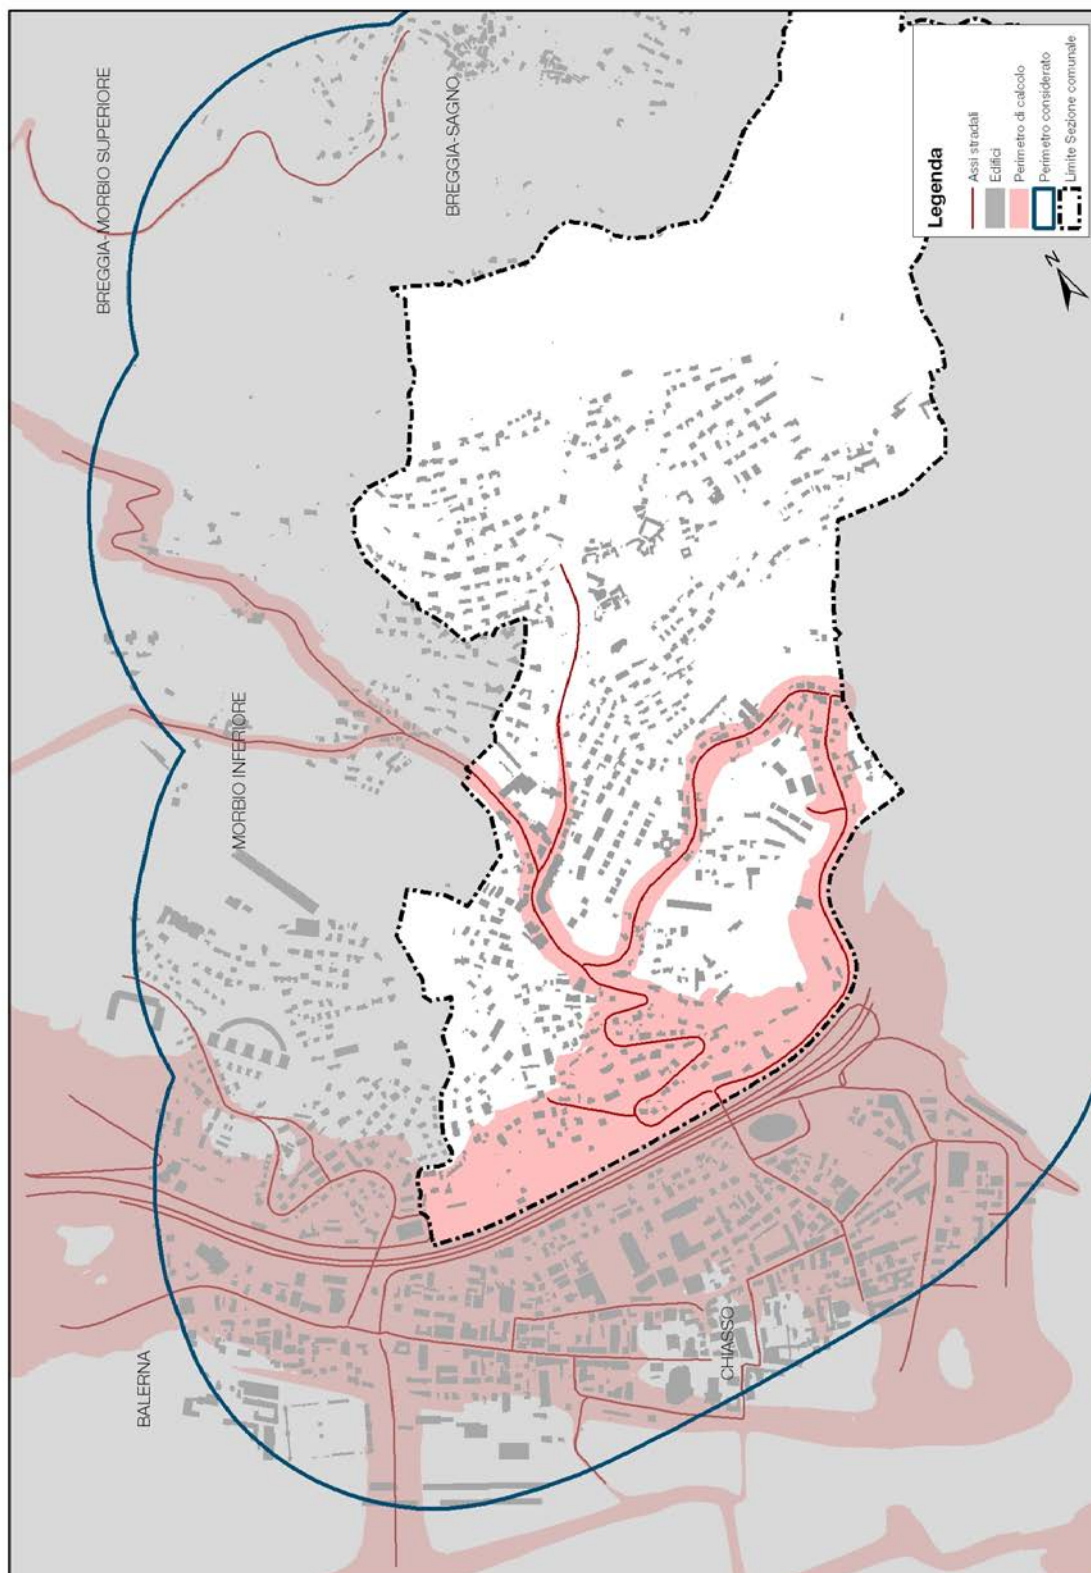 BREGGIA-MORBIO SUPERIORE
BREGGIA-SAGNO
MORBIO INFERIORE
BALERNA
CHIASSO
N
Legenda
Assi stradali
Edifici
Perimetro di calcolo
Perimetro considerato
Limite Sezione comunale